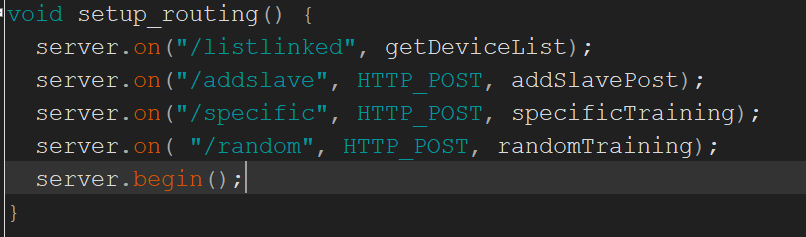 void setup_routing() {
  server.on("/listlinked", getDeviceList);
  server.on("/addslave", HTTP_POST, addSlavePost);
  server.on("/specific", HTTP_POST, specificTraining);
  server.on( "/random", HTTP_POST, randomTraining);
  server.begin();
}